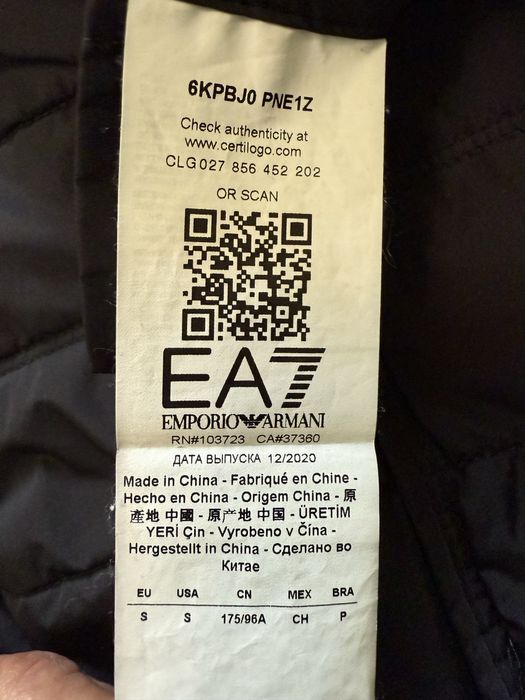 6KPBJ0 PNE1Z
Check authenticity at
www.certilogo.com
CLG 027 856 452 202
OR SCAN
EA7
EMPORIO ARMANI
RN#103723 CA#37360
ДАТА ВЫПУСКА 12/2020
Made in China - Fabriqué en Chine -
Hecho en China - Origem China - 原
產地 中國 - 原产地 中国 - ÜRETİM
YERİ Çin - Vyrobeno v Čína -
Hergestellt in China - Сделано во
Китае
EU USA CN MEX BRA
S S 175/96A CH P